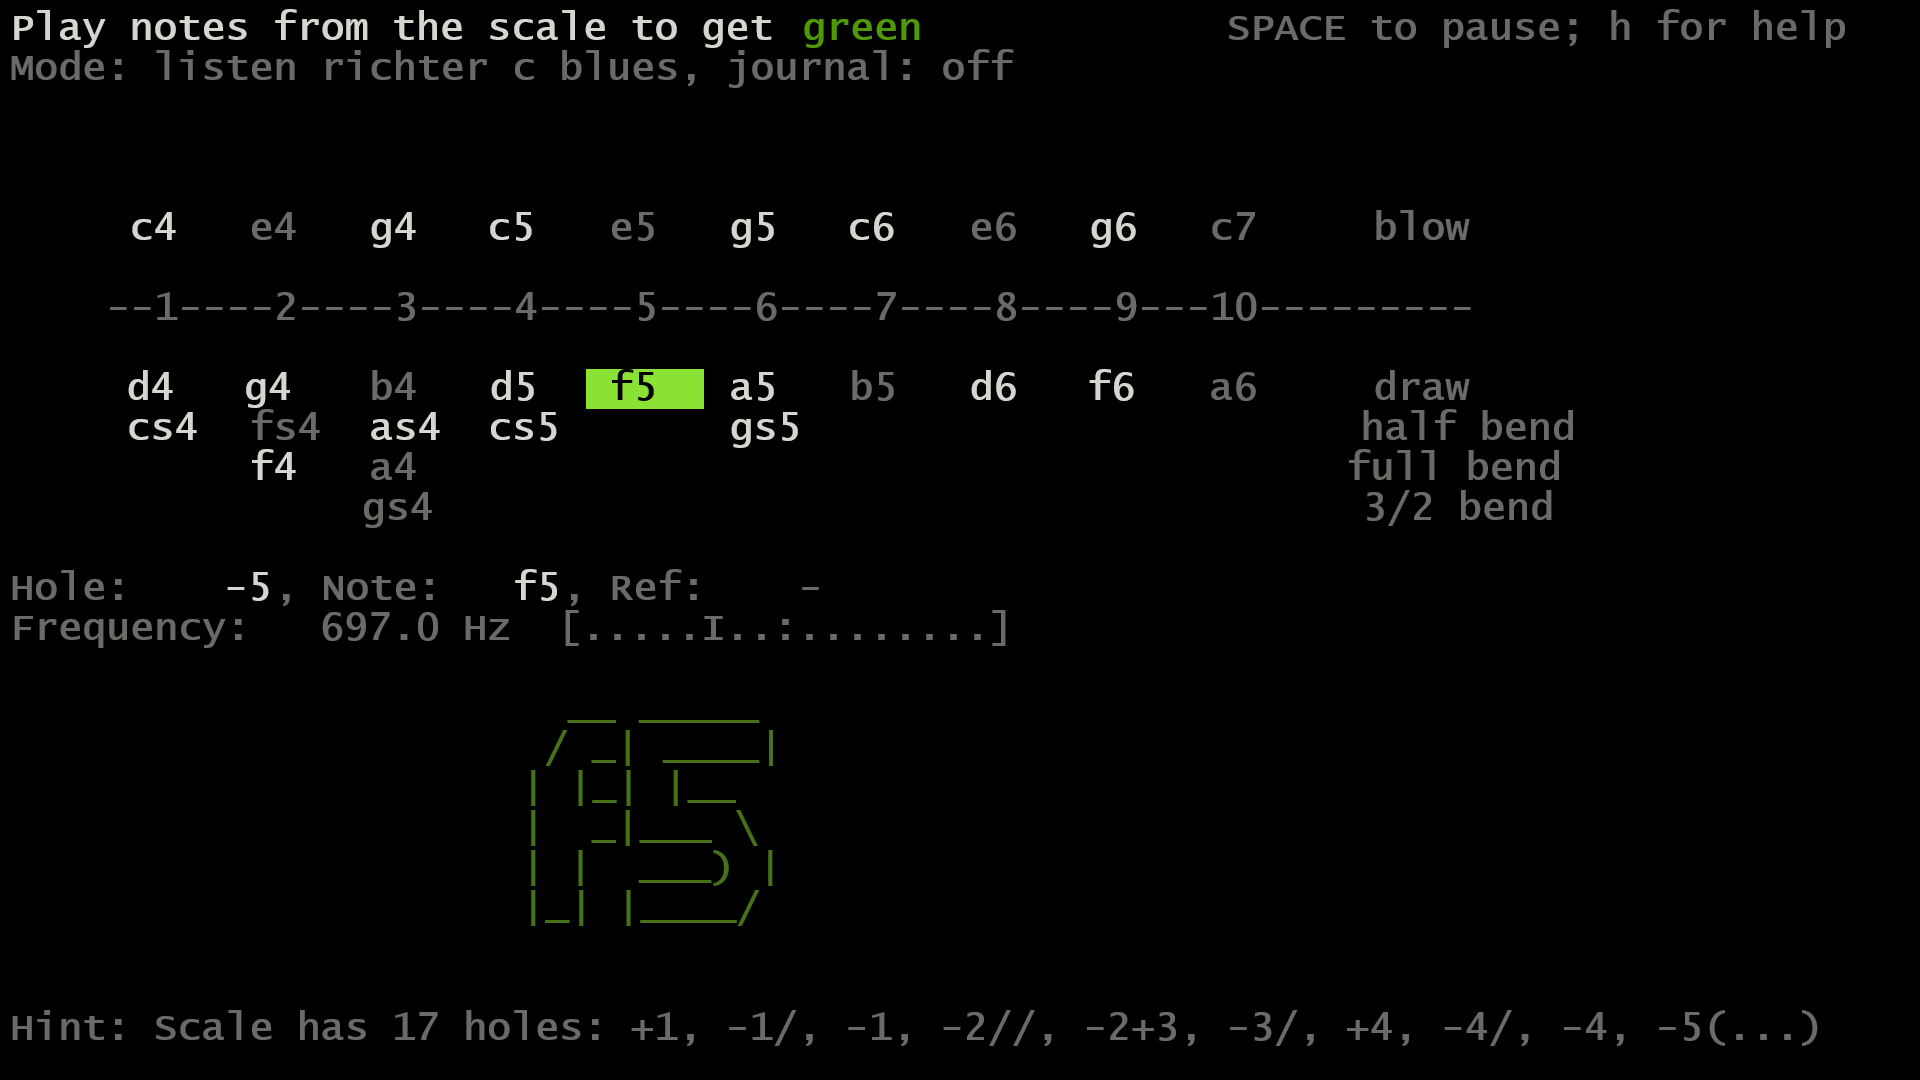 Play notes from the scale to get green SPACE to pause; h for help
Mode: listen richter c blues, journal: off
c4 e4 g4 c5 e5 g5 c6 e6 g6 c7 blow
--1----2----3----4----5----6----7----8----9---10---------
d4 g4 b4 d5 f5 a5 b5 d6 f6 a6 draw
cs4 fs4 as4 cs5 gs5 half bend
f4 a4 full bend
gs4 3/2 bend
Hole: -5, Note: f5, Ref: -
Frequency: 697.0 Hz [.....I..:........]
f5
Hint: Scale has 17 holes: +1, -1/, -1, -2//, -2+3, -3/, +4, -4/, -4, -5(...)